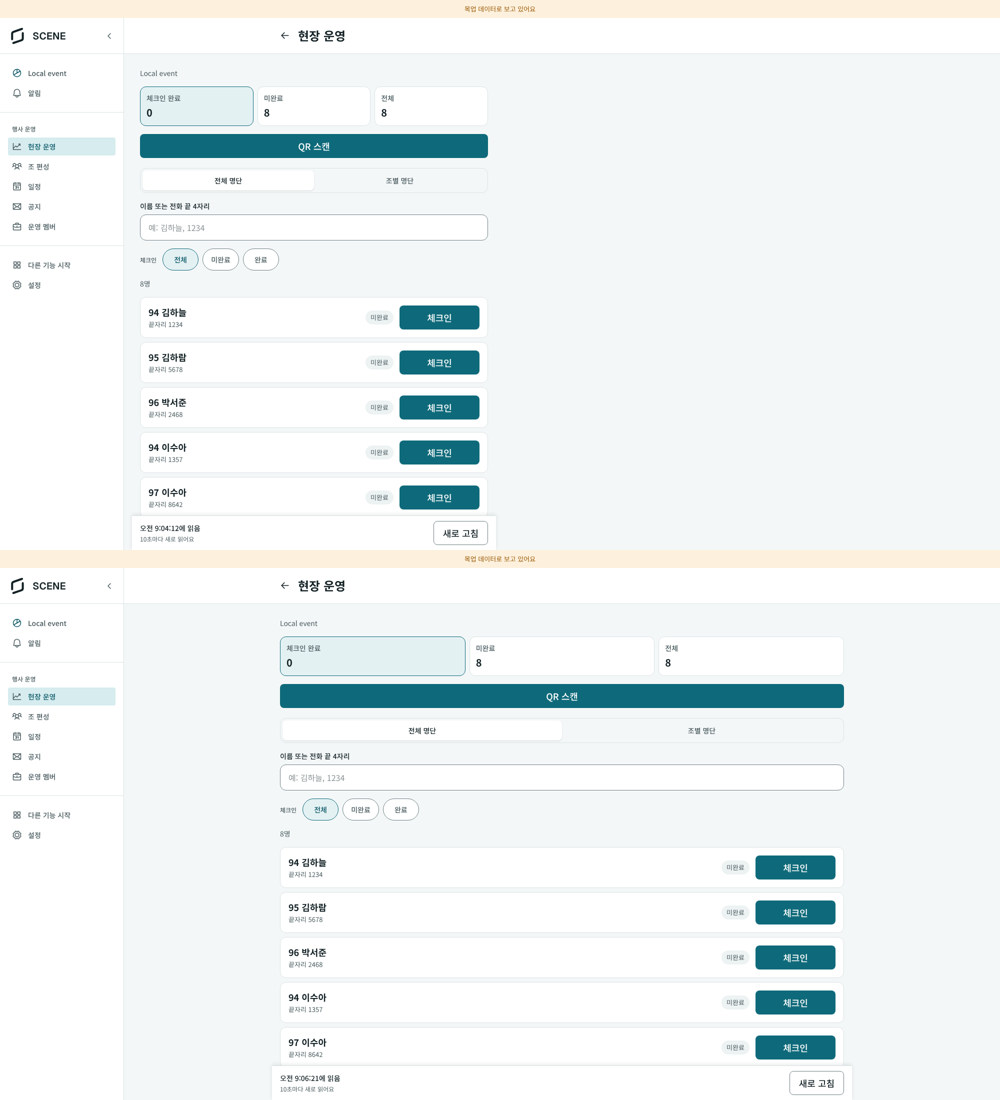 목업 데이터로 보고 있어요
SCENE
현장 운영
Local event
알림
행사 운영
현장 운영
조 편성
일정
공지
운영 멤버
다른 기능 시작
설정
Local event
체크인 완료
0
미완료
8
전체
8
QR 스캔
전체 명단
조별 명단
이름 또는 전화 끝 4자리
예: 김하늘, 1234
체크인
전체
미완료
완료
8명
94 김하늘
끝자리 1234
미완료
체크인
95 김하람
끝자리 5678
미완료
체크인
96 박서준
끝자리 2468
미완료
체크인
94 이수아
끝자리 1357
미완료
체크인
97 이수아
끝자리 8642
미완료
체크인
오전 9:04:12에 읽음
10초마다 새로 읽어요
새로 고침
목업 데이터로 보고 있어요
SCENE
현장 운영
Local event
알림
행사 운영
현장 운영
조 편성
일정
공지
운영 멤버
다른 기능 시작
설정
Local event
체크인 완료
0
미완료
8
전체
8
QR 스캔
전체 명단
조별 명단
이름 또는 전화 끝 4자리
예: 김하늘, 1234
체크인
전체
미완료
완료
8명
94 김하늘
끝자리 1234
미완료
체크인
95 김하람
끝자리 5678
미완료
체크인
96 박서준
끝자리 2468
미완료
체크인
94 이수아
끝자리 1357
미완료
체크인
97 이수아
끝자리 8642
미완료
체크인
오전 9:06:21에 읽음
10초마다 새로 읽어요
새로 고침